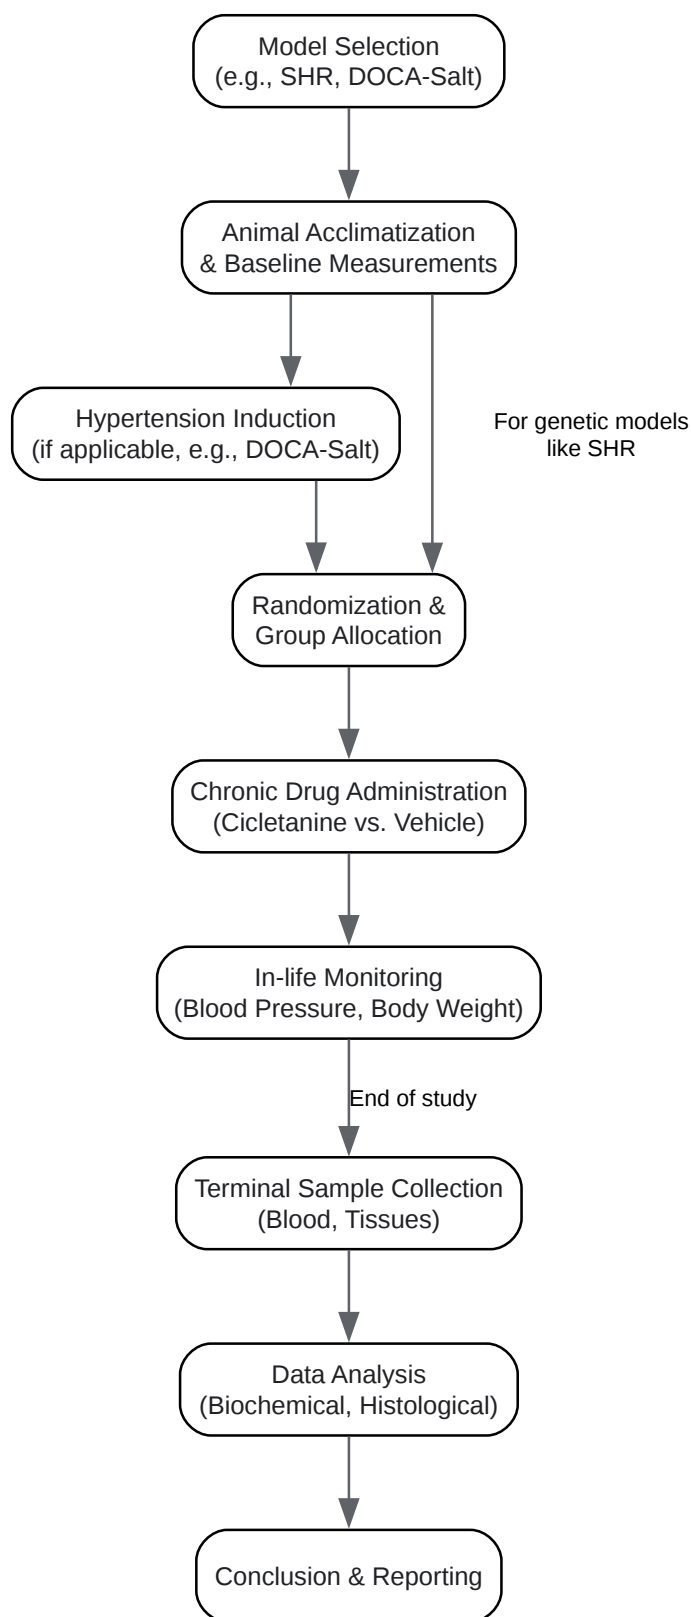 Model Selection
(e.g., SHR, DOCA-Salt)
Animal Acclimatization
& Baseline Measurements
Hypertension Induction
(if applicable, e.g., DOCA-Salt)
For genetic models
like SHR
Randomization &
Group Allocation
Chronic Drug Administration
(Cicletanine vs. Vehicle)
In-life Monitoring
(Blood Pressure, Body Weight)
End of study
Terminal Sample Collection
(Blood, Tissues)
Data Analysis
(Biochemical, Histological)
Conclusion & Reporting